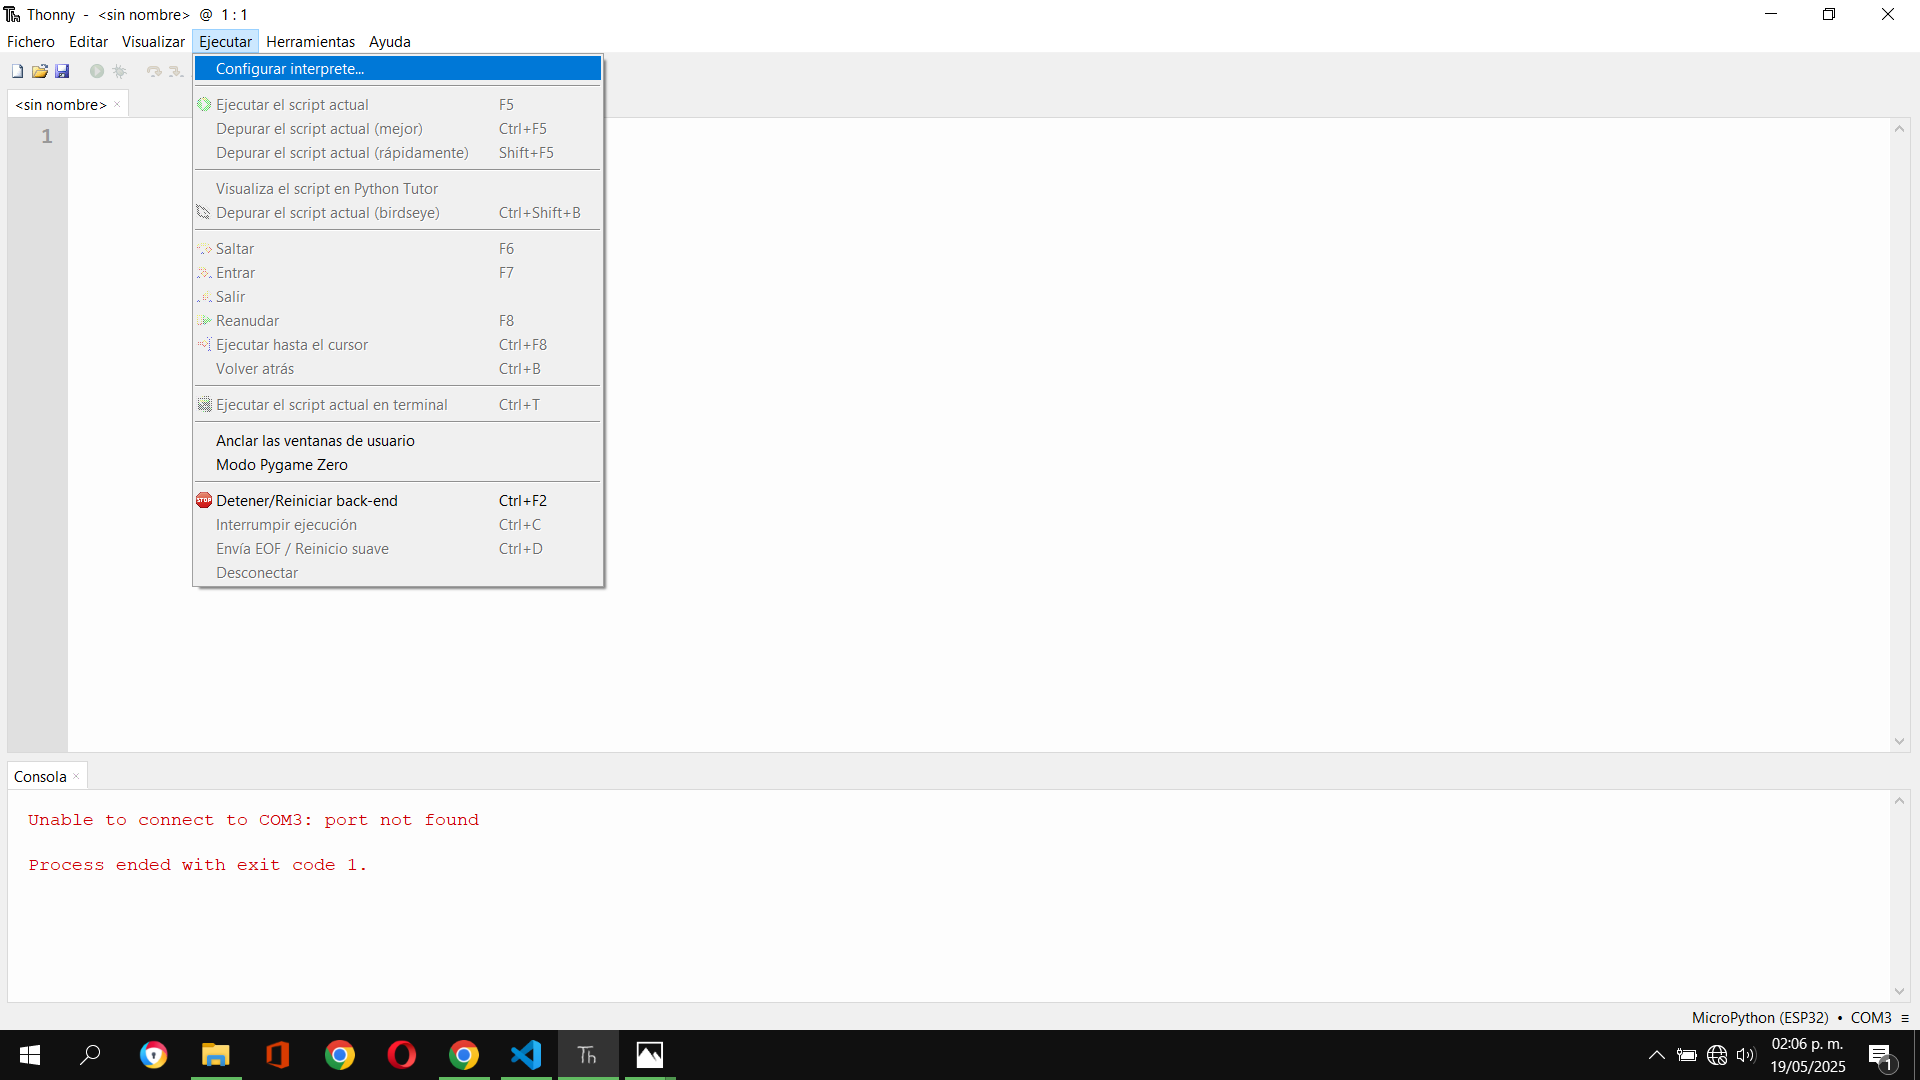 Thonny - <sin nombre> @ 1 : 1
Fichero Editar Visualizar Ejecutar Herramientas Ayuda
<sin nombre>
1
Configurar interprete...
Ejecutar el script actual F5
Depurar el script actual (mejor) Ctrl+F5
Depurar el script actual (rápidamente) Shift+F5
Visualiza el script en Python Tutor
Depurar el script actual (birdseye) Ctrl+Shift+B
Saltar F6
Entrar F7
Salir
Reanudar F8
Ejecutar hasta el cursor Ctrl+F8
Volver atrás Ctrl+B
Ejecutar el script actual en terminal Ctrl+T
Anclar las ventanas de usuario
Modo Pygame Zero
STOP Detener/Reiniciar back-end Ctrl+F2
Interrumpir ejecución Ctrl+C
Envía EOF / Reinicio suave Ctrl+D
Desconectar
Consola
Unable to connect to COM3: port not found
Process ended with exit code 1.
MicroPython (ESP32) • COM3 ≡
Th
02:06 p. m.
19/05/2025
1